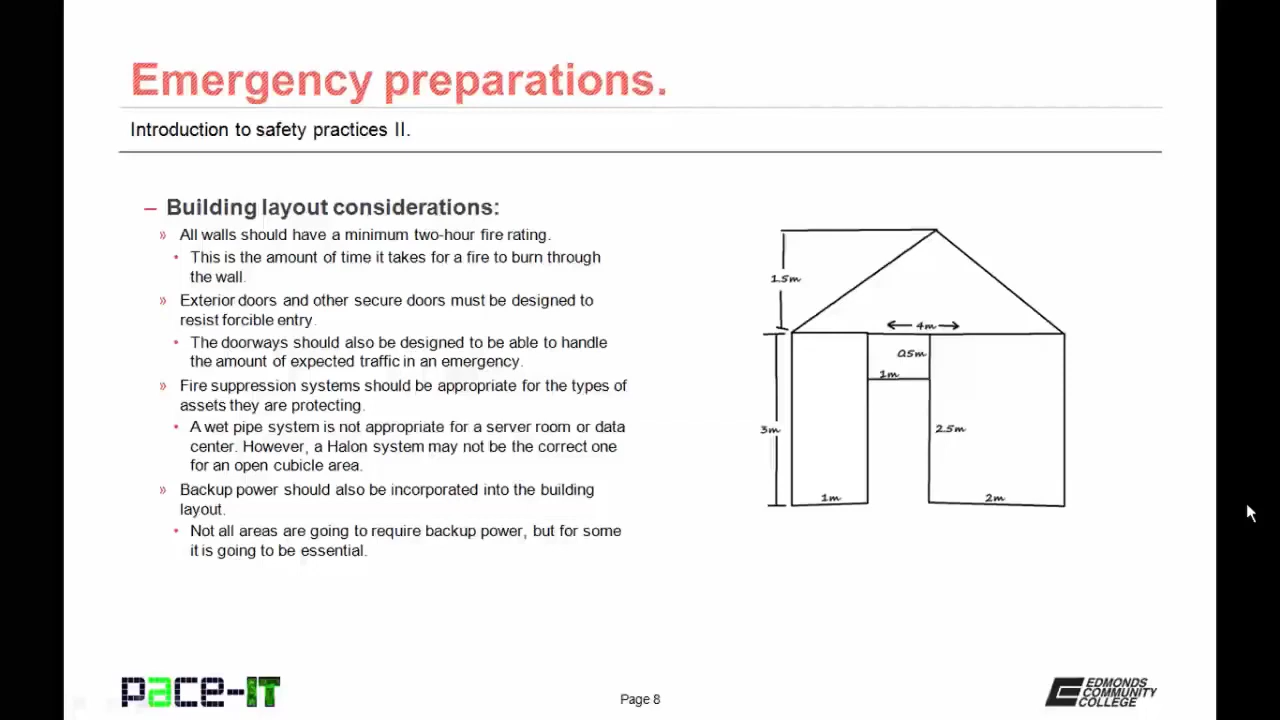 Emergency preparations.
Introduction to safety practices II.
– Building layout considerations:
» All walls should have a minimum two-hour fire rating.
• This is the amount of time it takes for a fire to burn through
the wall.
» Exterior doors and other secure doors must be designed to
resist forcible entry.
• The doorways should also be designed to be able to handle
the amount of expected traffic in an emergency.
» Fire suppression systems should be appropriate for the types of
assets they are protecting.
• A wet pipe system is not appropriate for a server room or data
center. However, a Halon system may not be the correct one
for an open cubicle area.
» Backup power should also be incorporated into the building
layout.
• Not all areas are going to require backup power, but for some
it is going to be essential.
1.5m
4m
0.5m
1m
3m
2.5m
1m
2m
pace-IT
Page 8
EDMONDS
COMMUNITY
COLLEGE